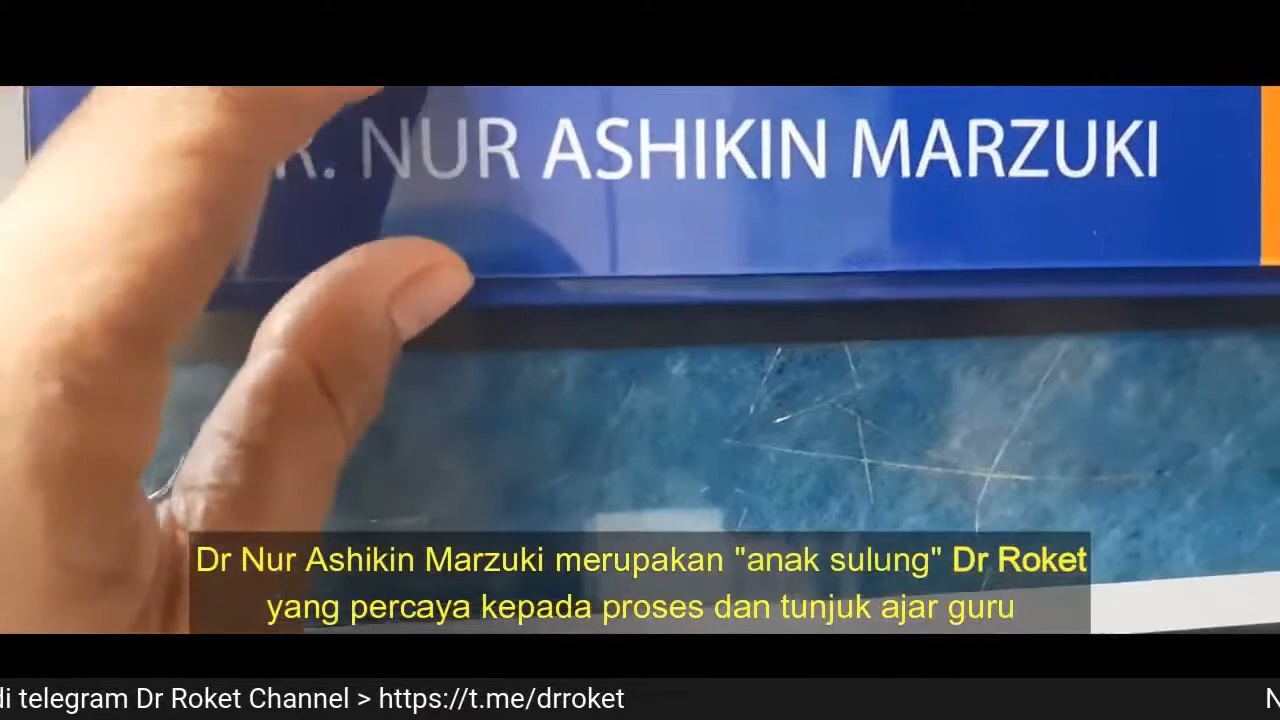 R. NUR ASHIKIN MARZUKI
Dr Nur Ashikin Marzuki merupakan "anak sulung" Dr Roket
yang percaya kepada proses dan tunjuk ajar guru
di telegram Dr Roket Channel > https://t.me/drroket
N